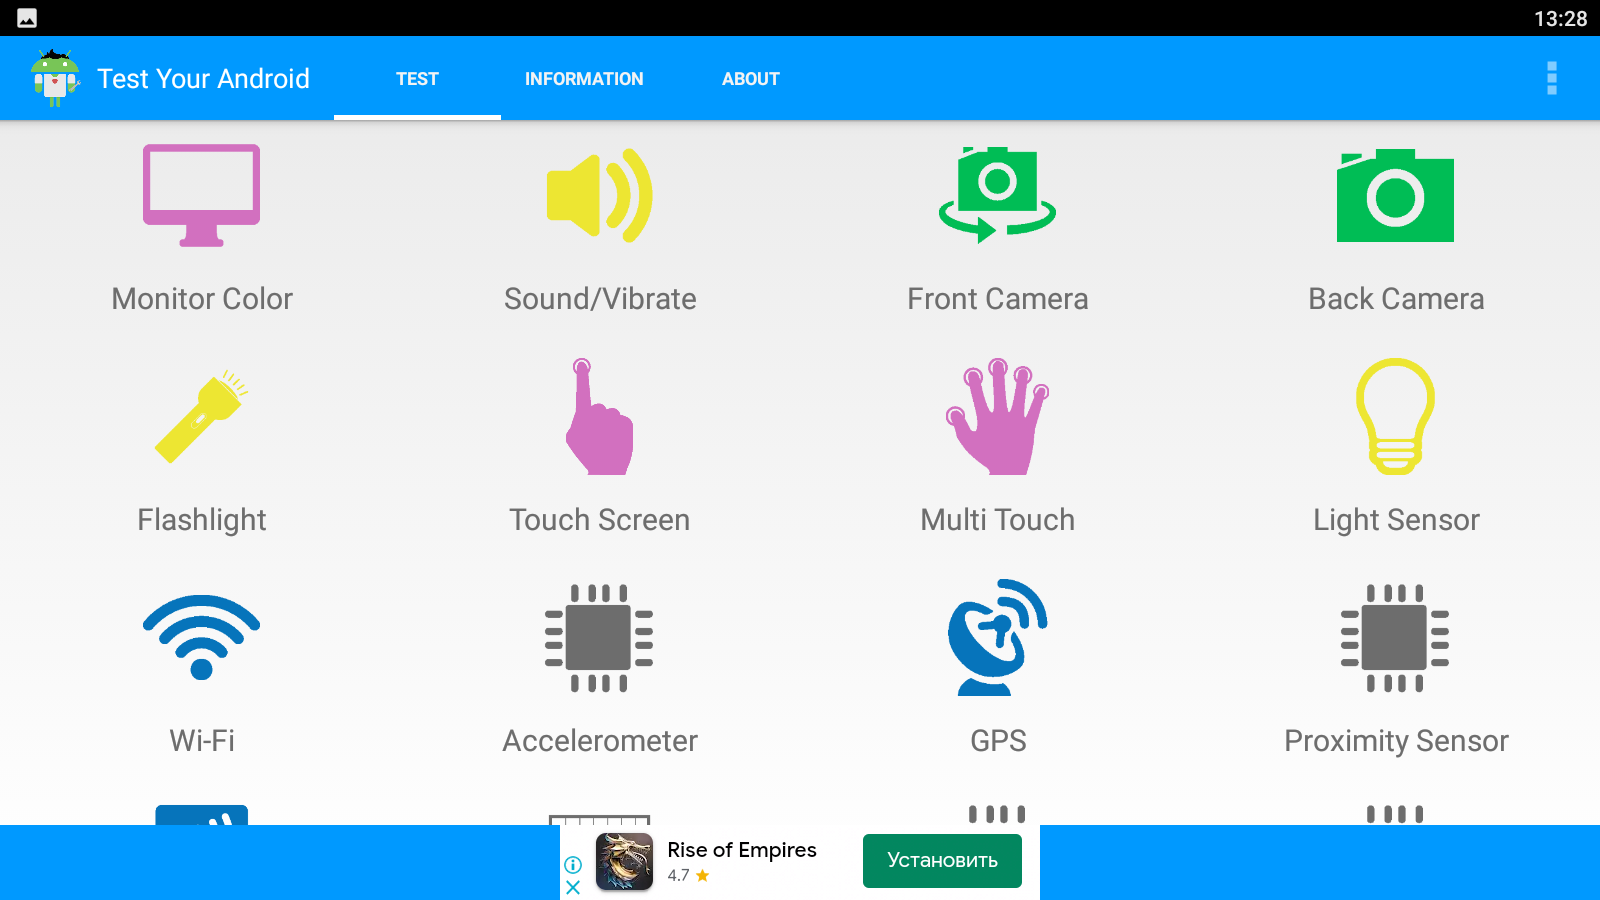 13:28
Test Your Android
TEST
INFORMATION
ABOUT
Monitor Color
Sound/Vibrate
Front Camera
Back Camera
Flashlight
Touch Screen
Multi Touch
Light Sensor
Wi-Fi
Accelerometer
GPS
Proximity Sensor
Rise of Empires
4.7
Установить